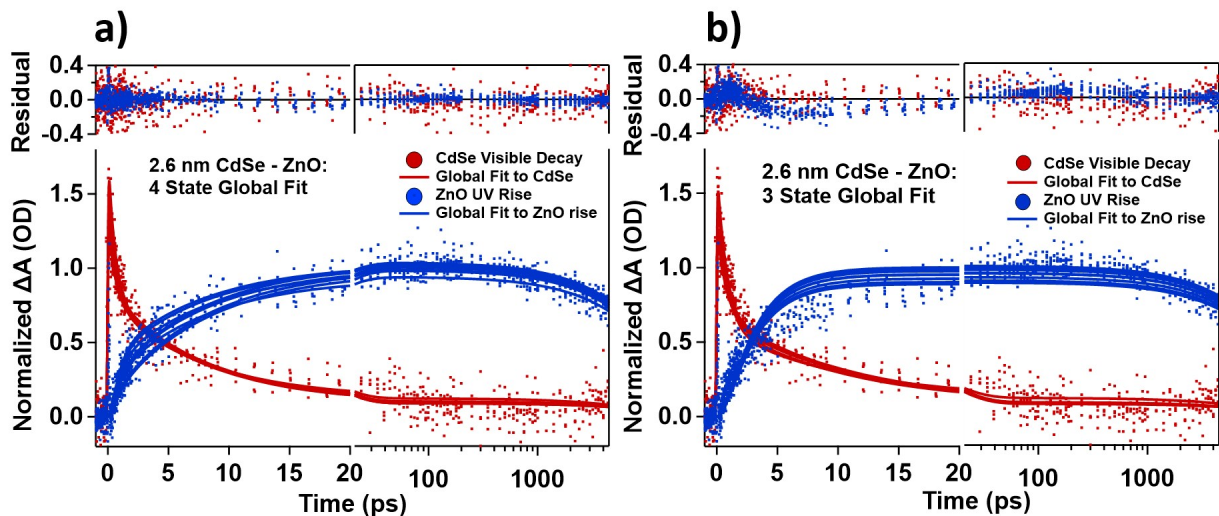 a)
Residual
0.4
0.0
-0.4
2.6 nm CdSe - ZnO:
4 State Global Fit
CdSe Visible Decay
Global Fit to CdSe
ZnO UV Rise
Global Fit to ZnO rise
Normalized ΔA (OD)
1.5
1.0
0.5
0.0
0 5 10 15 20 100 1000
Time (ps)
b)
Residual
0.4
0.0
-0.4
2.6 nm CdSe - ZnO:
3 State Global Fit
CdSe Visible Decay
Global Fit to CdSe
ZnO UV Rise
Global Fit to ZnO rise
Normalized ΔA (OD)
1.5
1.0
0.5
0.0
0 5 10 15 20 100 1000
Time (ps)